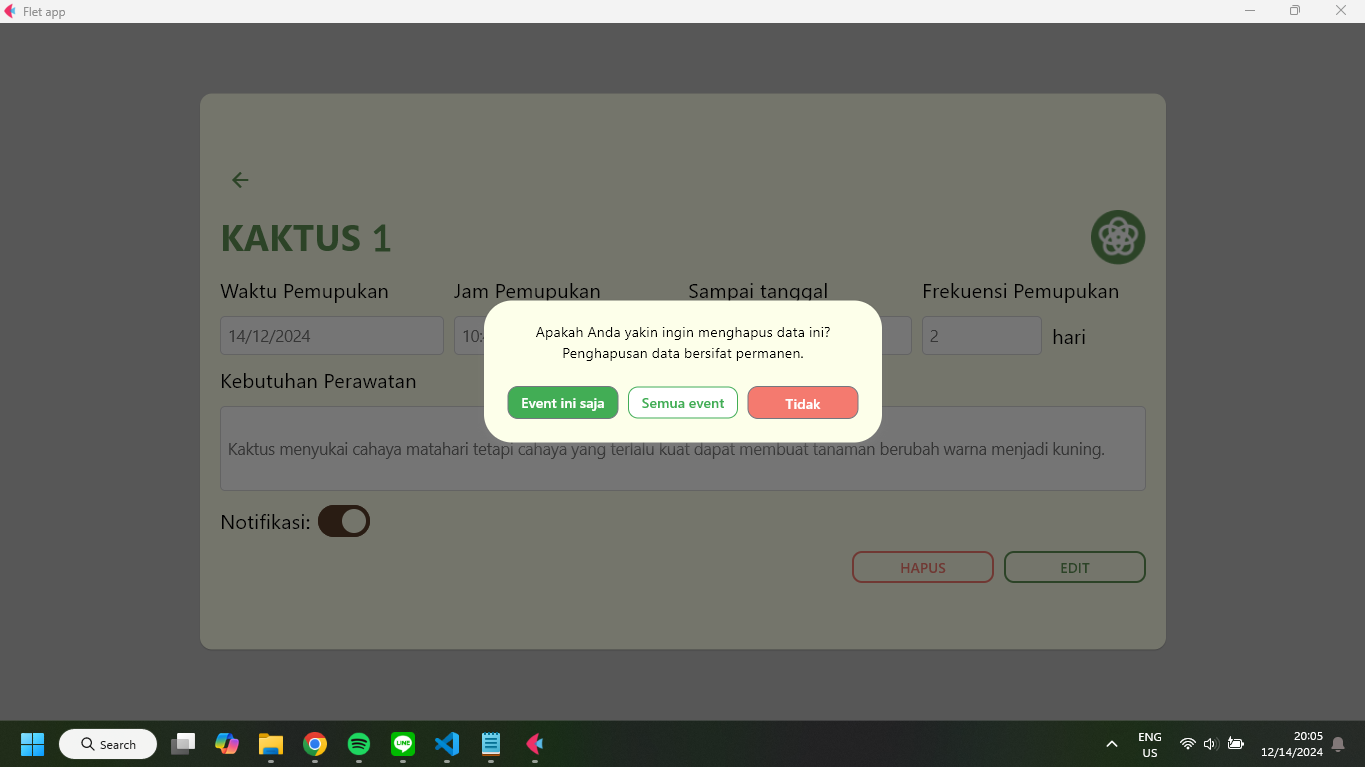 Flet app
KAKTUS 1
Waktu Pemupukan
Jam Pemupukan
Sampai tanggal
Frekuensi Pemupukan
14/12/2024
2
hari
Apakah Anda yakin ingin menghapus data ini?
Penghapusan data bersifat permanen.
Kebutuhan Perawatan
Event ini saja
Semua event
Tidak
Kaktus menyukai cahaya matahari tetapi cahaya yang terlalu kuat dapat membuat tanaman berubah warna menjadi kuning.
Notifikasi:
HAPUS
EDIT
Search
LINE
ENG
US
20:05
12/14/2024